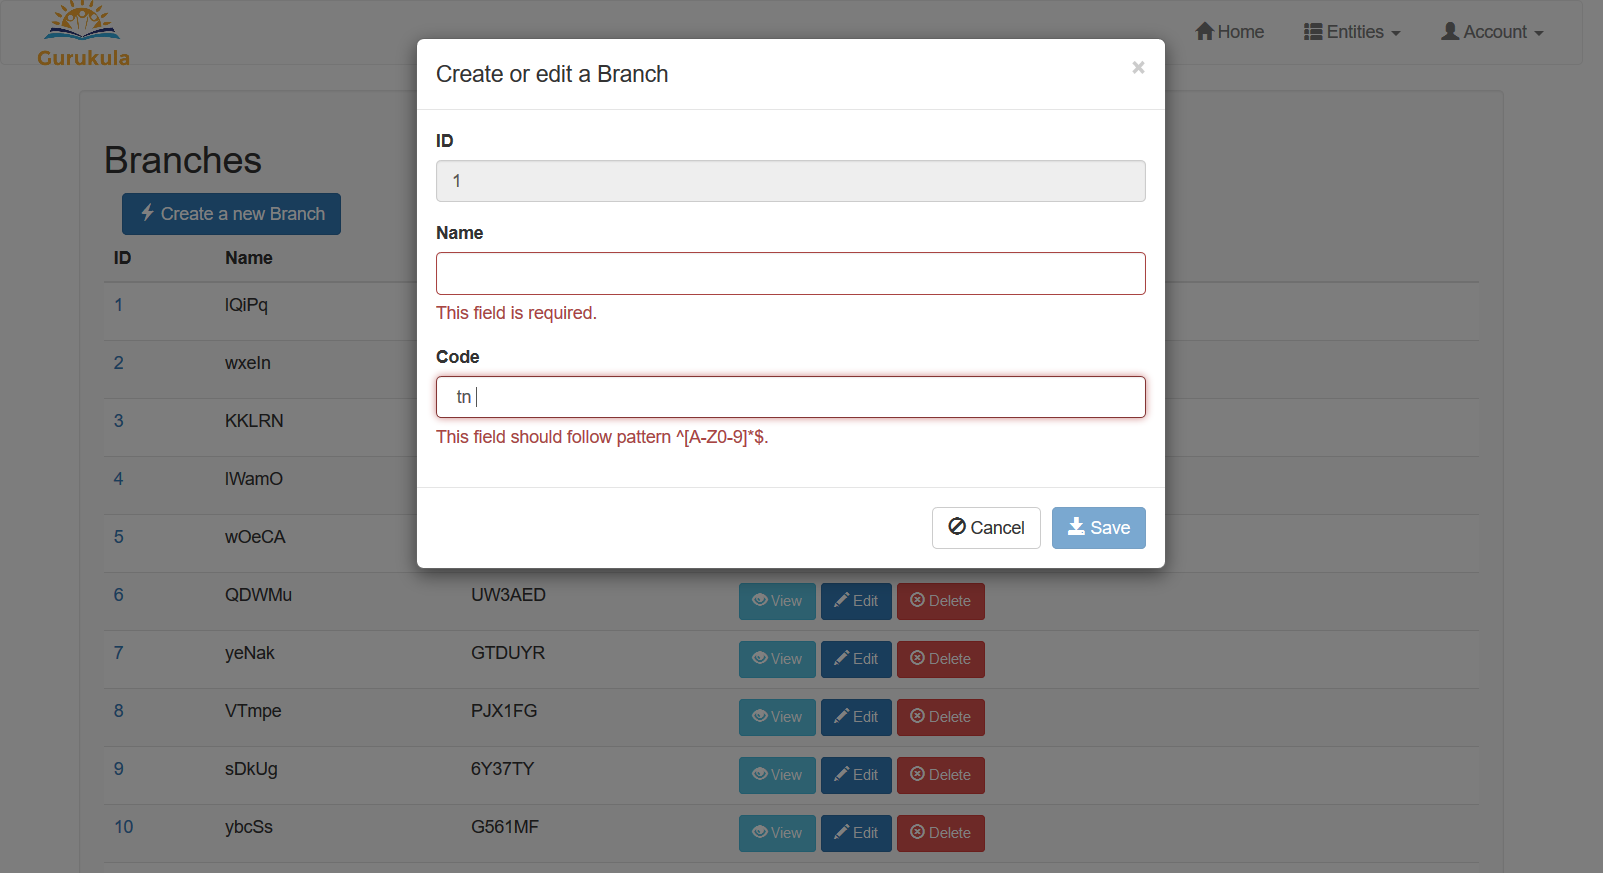 Gurukula
Home Entities Account
Create or edit a Branch ×
ID
1
Name
This field is required.
Code
tn
This field should follow pattern ^[A-Z0-9]*$.
Cancel Save
Branches
Create a new Branch
ID Name
1 lQiPq
2 wxeln
3 KKLRN
4 lWamO
5 wOeCA
6 QDWMu UW3AED View Edit Delete
7 yeNak GTDUYR View Edit Delete
8 VTmpe PJX1FG View Edit Delete
9 sDkUg 6Y37TY View Edit Delete
10 ybcSs G561MF View Edit Delete